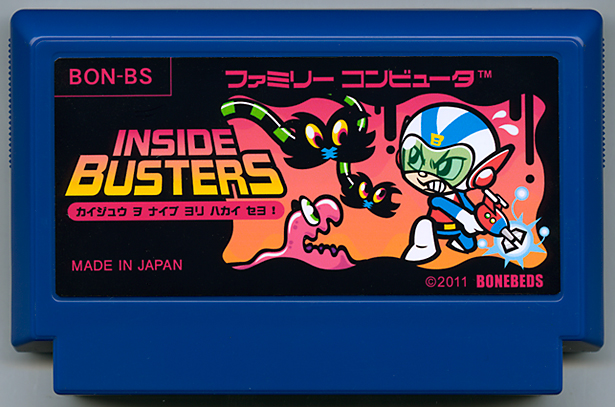 BON-BS
ファミリー コンピュータ™
INSIDE
BUSTERS
カイジュウ ヲ ナイブ ヨリ ハカイ セヨ!
B
MADE IN JAPAN
©2011 BONEBEDS